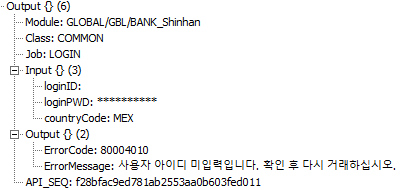 Output {} (6)
Module: GLOBAL/GBL/BANK_Shinhan
Class: COMMON
Job: LOGIN
Input {} (3)
loginID:
loginPWD: **********
countryCode: MEX
Output {} (2)
ErrorCode: 80004010
ErrorMessage: 사용자 아이디 미입력입니다. 확인 후 다시 거래하십시오.
API_SEQ: f28bfac9ed781ab2553aa0b603fed011